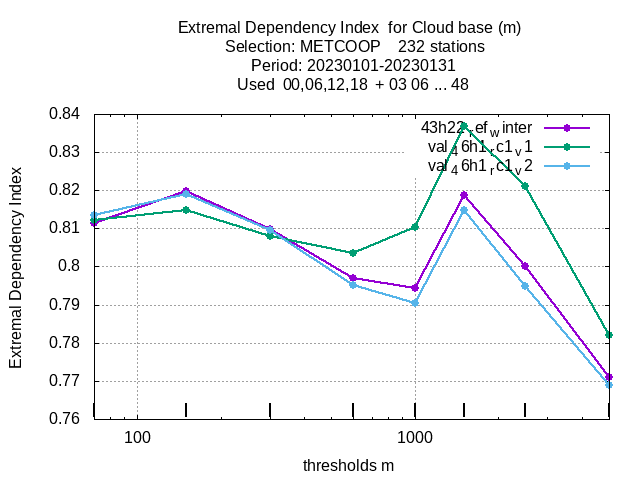 Extremal Dependency Index  for Cloud base (m)
Selection: METCOOP    232 stations
Period: 20230101-20230131
Used  00,06,12,18  + 03 06 ... 48
Extremal Dependency Index
0.84
0.83
0.82
0.81
0.8
0.79
0.78
0.77
0.76
43h22_ref_winter
val_46h1_rc1_v1
val_46h1_rc1_v2
100
1000
thresholds m